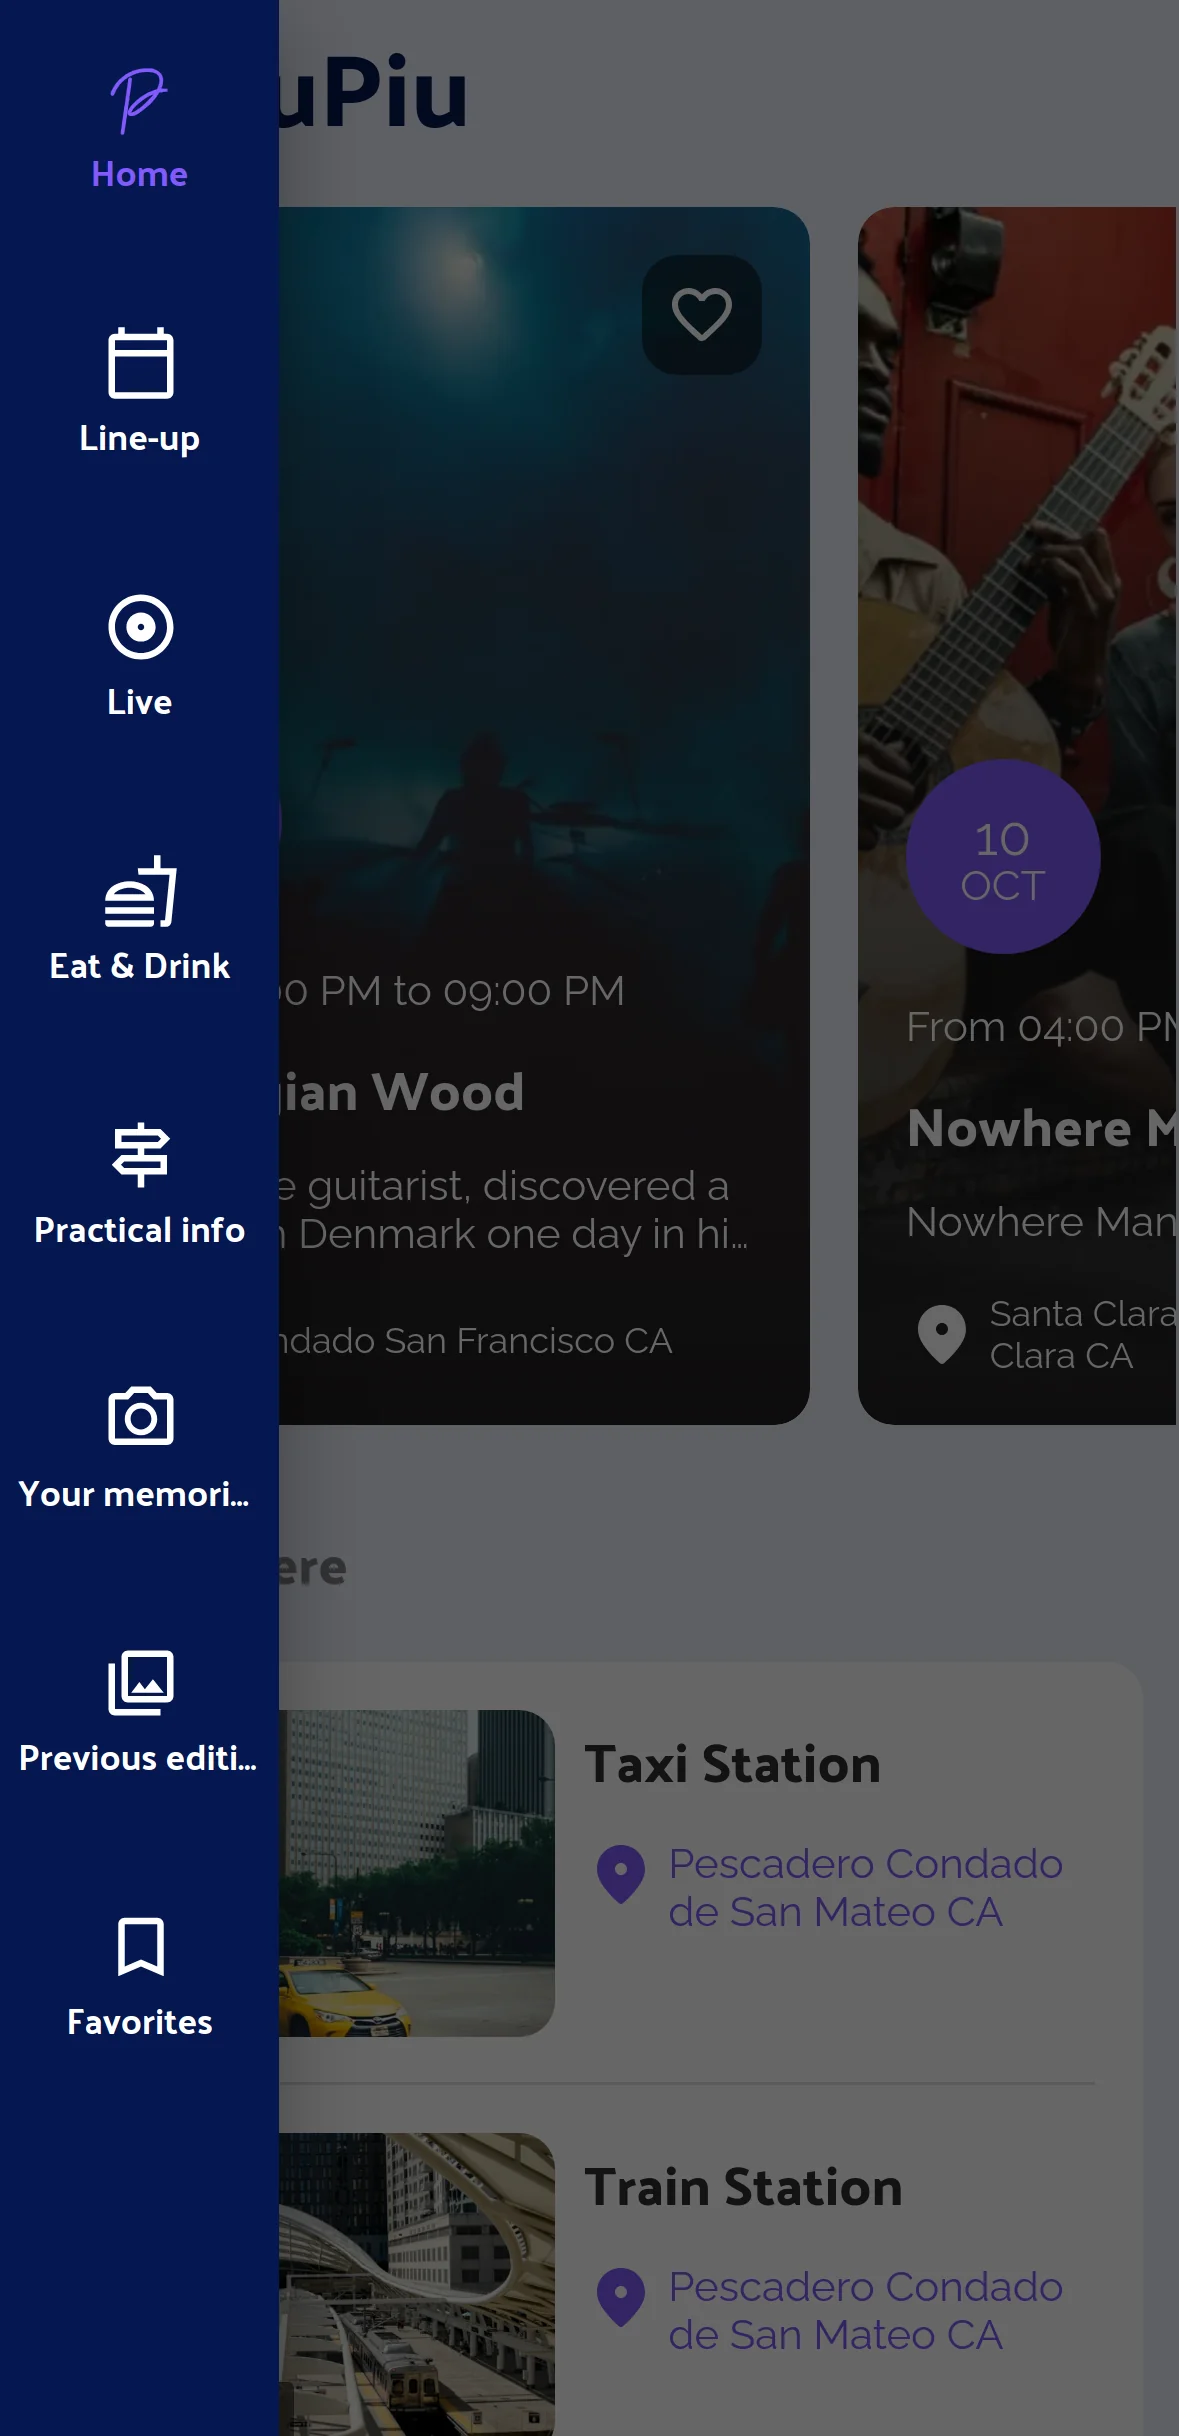 Home
Line-up
Live
Eat & Drink
Practical info
Your memori...
Previous editi...
Favorites
uPiu
00 PM to 09:00 PM
gian Wood
e guitarist, discovered a
n Denmark one day in hi...
ndado San Francisco CA
10
OCT
From 04:00 PM
Nowhere M
Nowhere Man
Santa Clara
Clara CA
ere
Taxi Station
Pescadero Condado
de San Mateo CA
Train Station
Pescadero Condado
de San Mateo CA